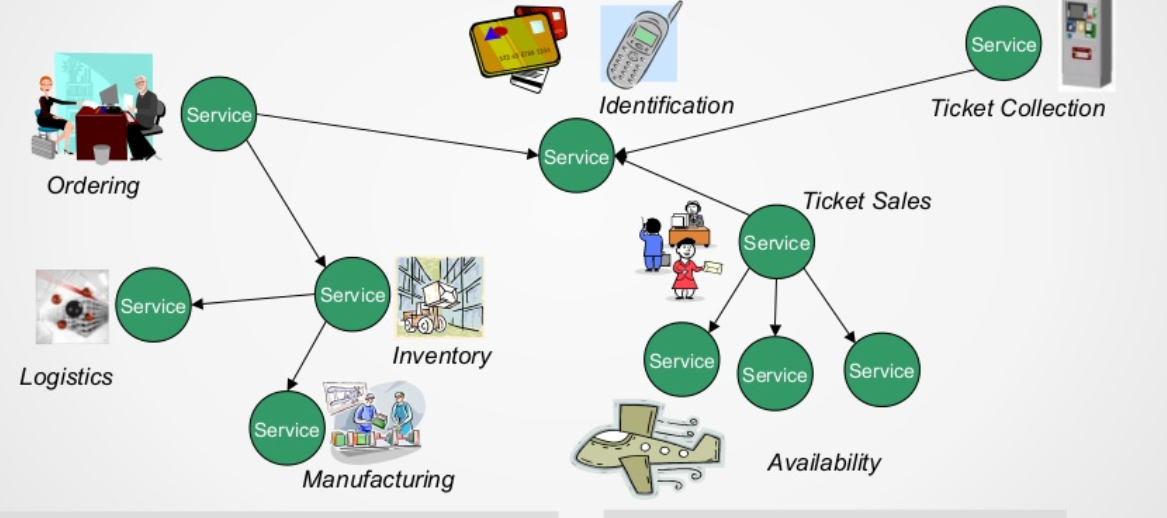 Service
Ticket Collection
Identification
Service
Ordering
Service
Ticket Sales
Service
Service
Logistics
Service
Inventory
Service
Manufacturing
Service
Service
Service
Availability